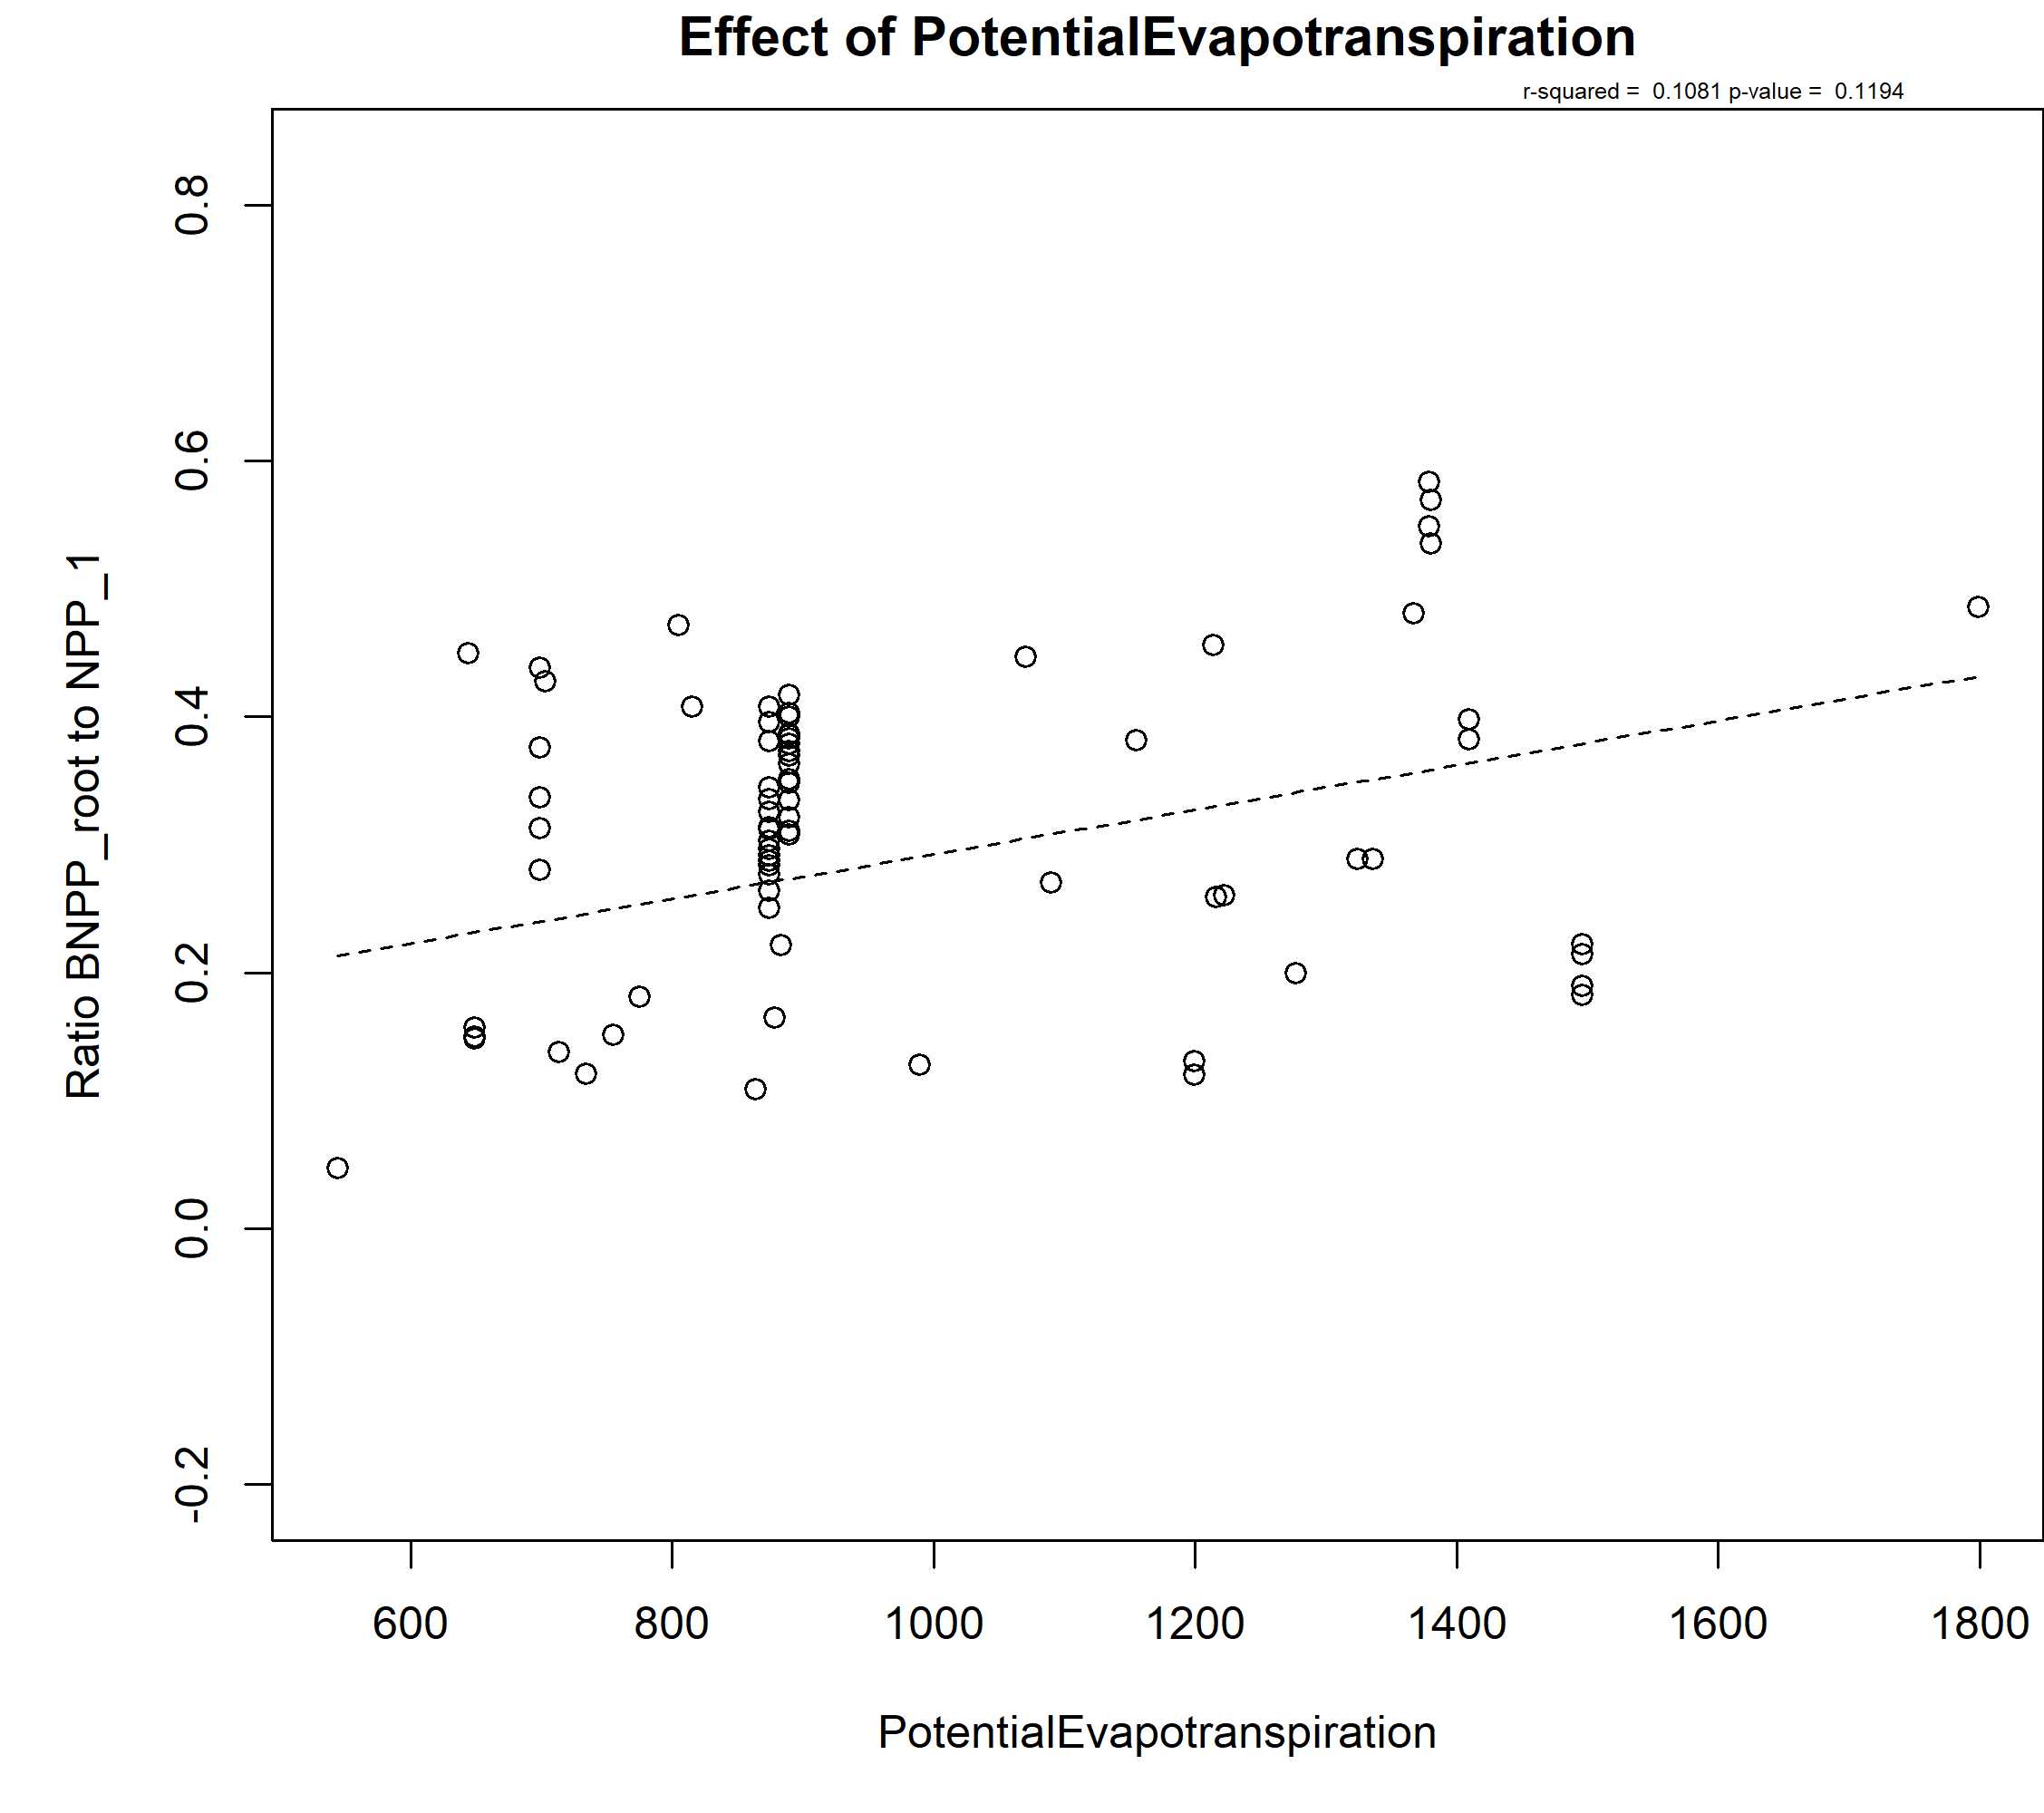 Effect of PotentialEvapotranspiration
r-squared =  0.1081 p-value =  0.1194
Ratio BNPP_root to NPP_1
0.8
0.6
0.4
0.2
0.0
-0.2
600 800 1000 1200 1400 1600 1800
PotentialEvapotranspiration